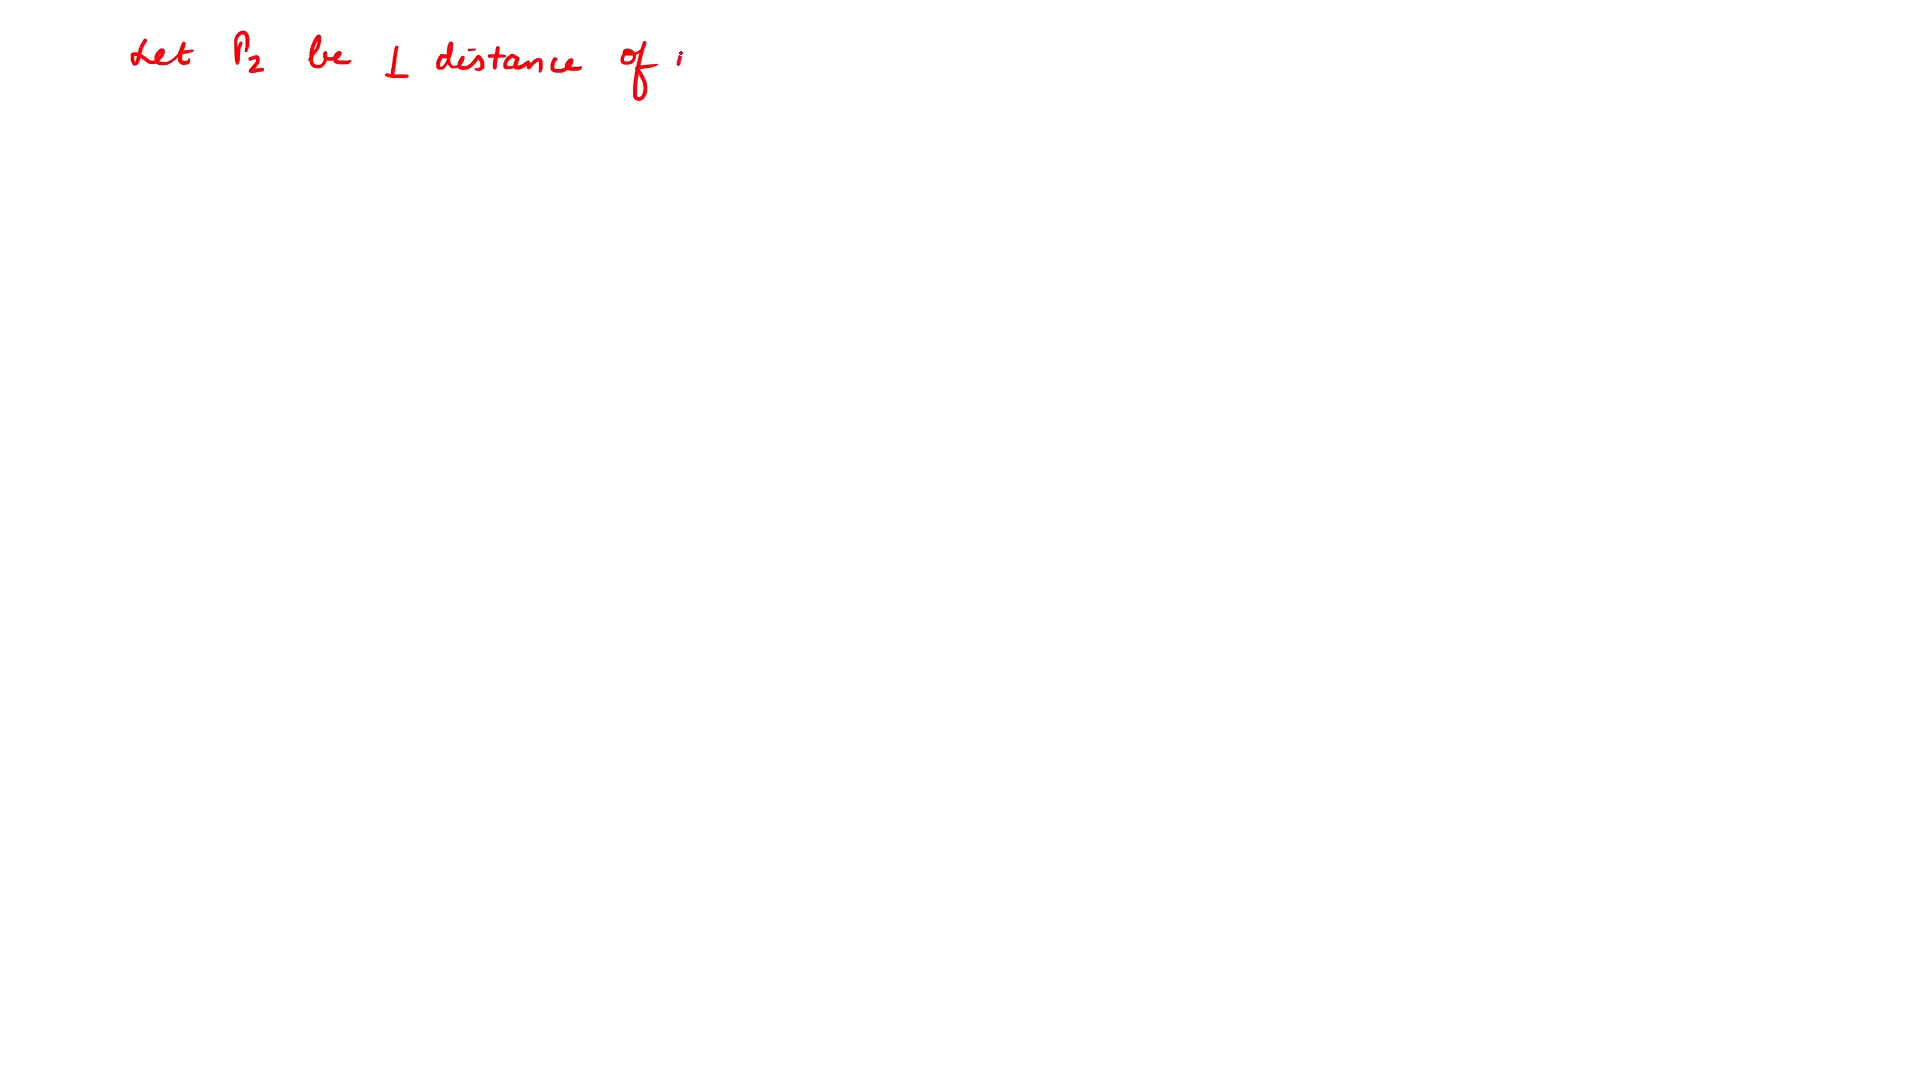 Let P₂ be ⊥ distance of